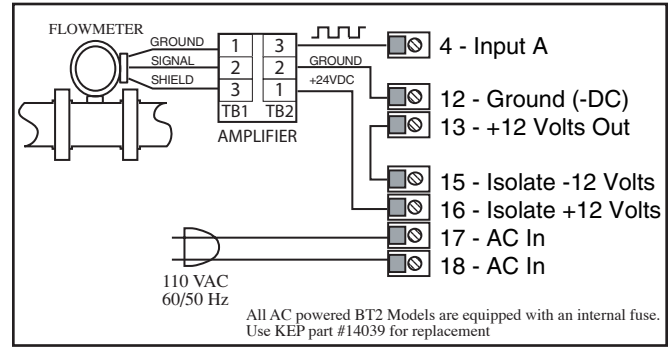 FLOWMETER
GROUND
SIGNAL
SHIELD
1 3
2 2
3 1
TB1 TB2
AMPLIFIER
GROUND
+24VDC
4 - Input A
12 - Ground (-DC)
13 - +12 Volts Out
15 - Isolate -12 Volts
16 - Isolate +12 Volts
17 - AC In
18 - AC In
110 VAC
60/50 Hz
All AC powered BT2 Models are equipped with an internal fuse.
Use KEP part #14039 for replacement